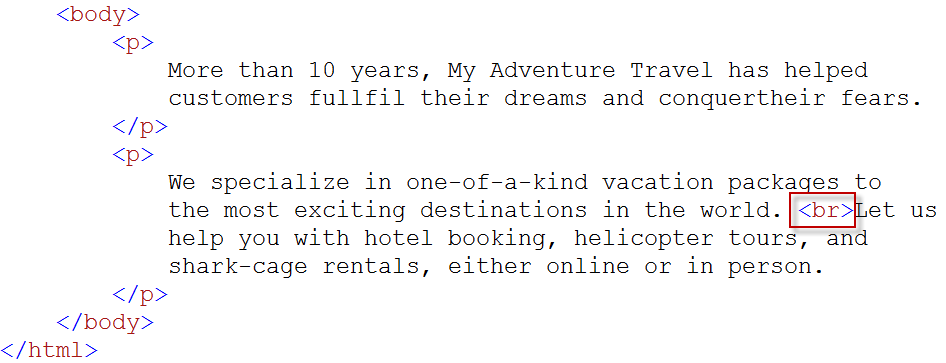 <body>
<p>
More than 10 years, My Adventure Travel has helped
customers fullfil their dreams and conquertheir fears.
</p>
<p>
We specialize in one-of-a-kind vacation packages to
the most exciting destinations in the world. <br>Let us
help you with hotel booking, helicopter tours, and
shark-cage rentals, either online or in person.
</p>
</body>
</html>